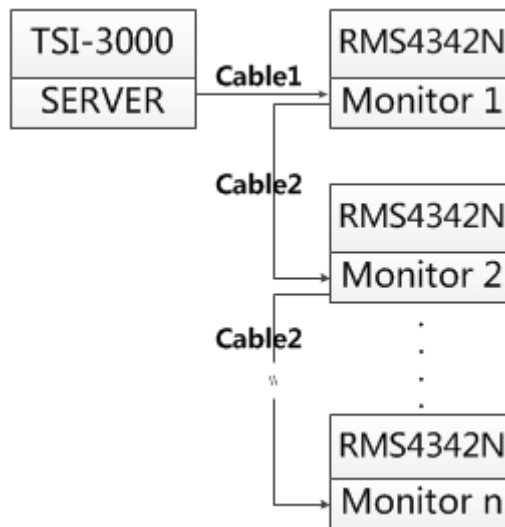 TSI-3000
SERVER
Cable1
RMS4342N
Monitor 1
Cable2
RMS4342N
Monitor 2
Cable2
RMS4342N
Monitor n